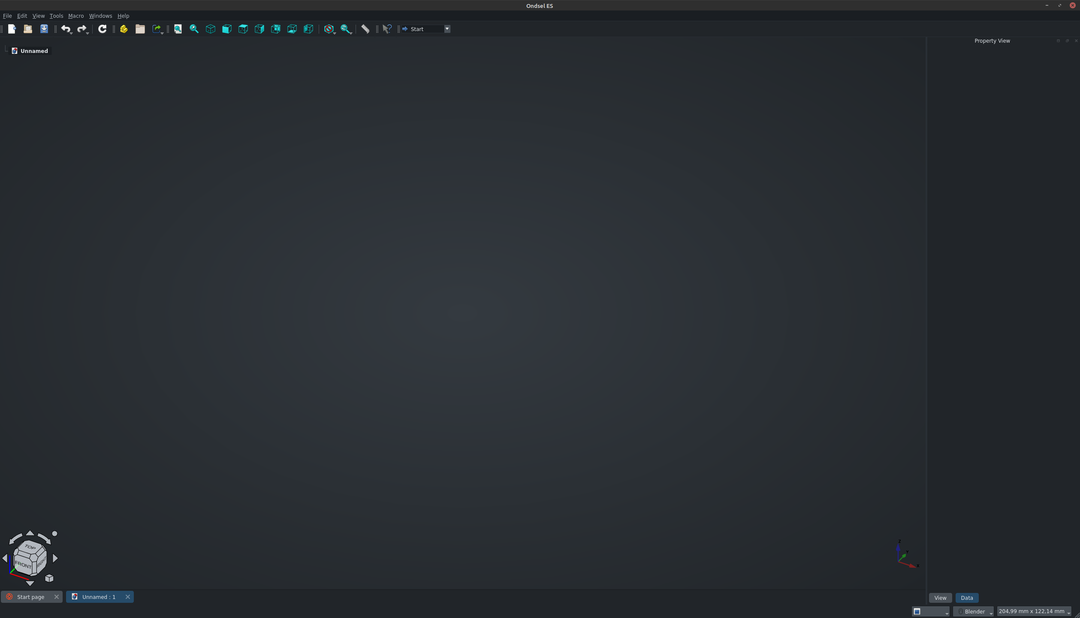 Ondsel ES
File Edit View Tools Macro Windows Help
Start
Unnamed
Property View
FRONT
Start page
Unnamed : 1
View
Data
Blender
204,99 mm x 122,14 mm